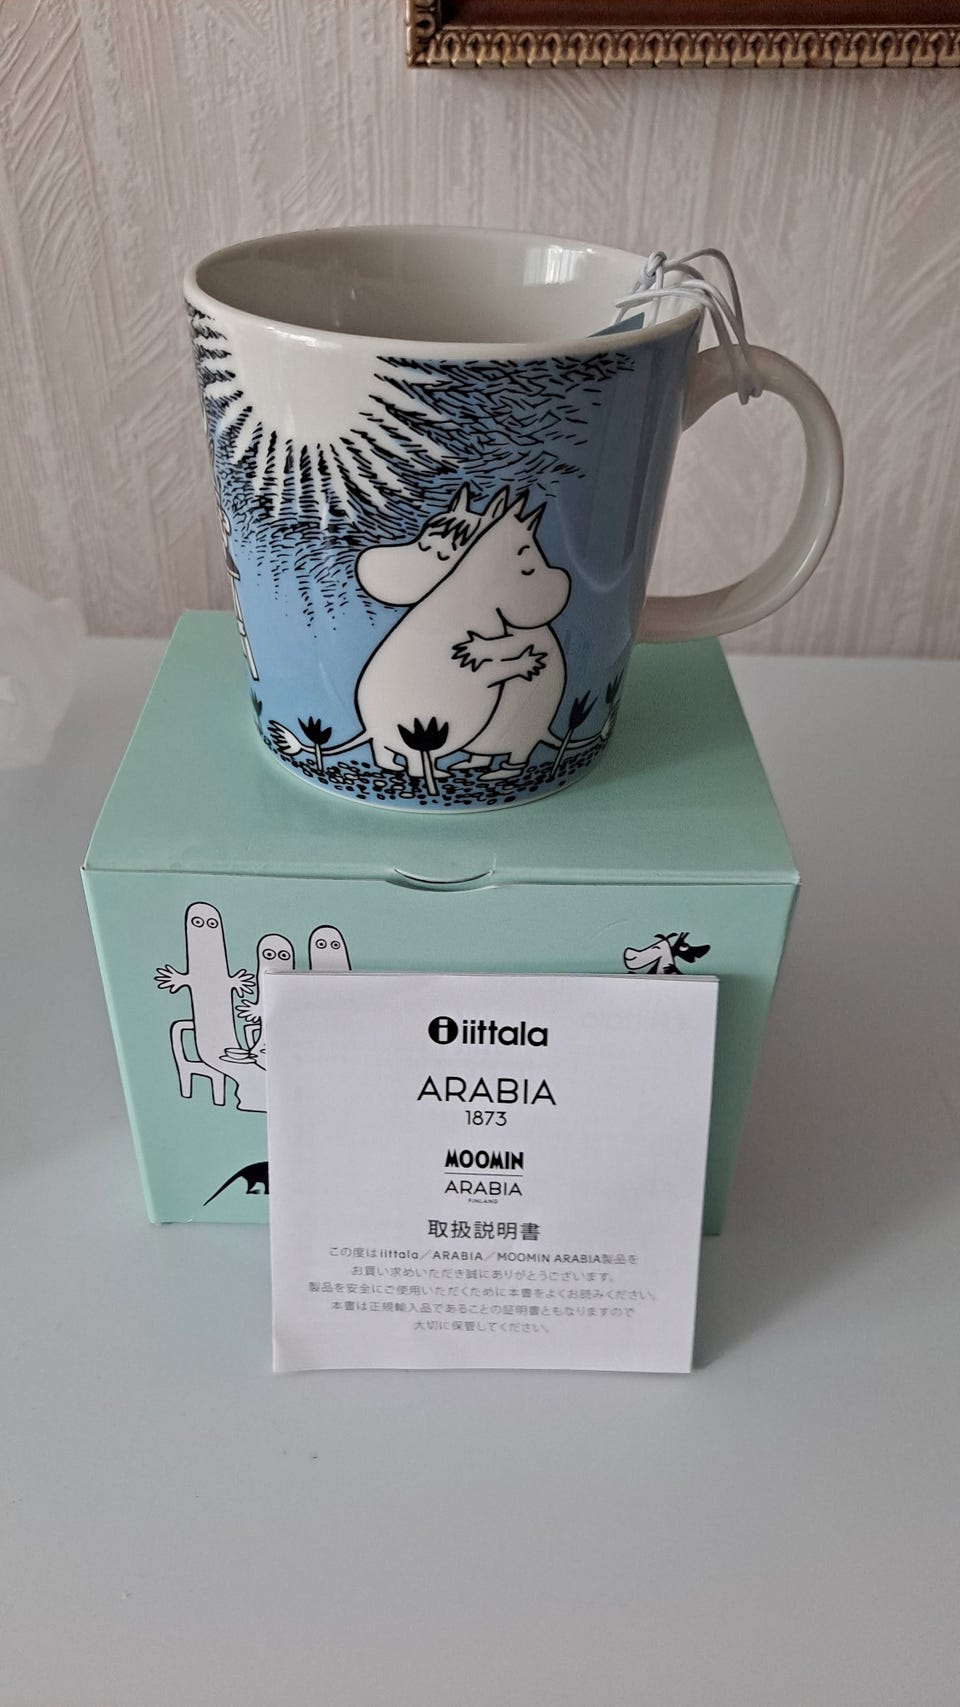 iittala
ARABIA
1873
MOOMIN
ARABIA
FINLAND
取扱説明書
この度はiittala／ARABIA／MOOMIN ARABIA製品を
お買い求めいただき誠にありがとうございます。
製品を安全にご使用いただくために本書をよくお読みください。
本書は正規輸入品であることの証明書ともなりますので
大切に保管してください。